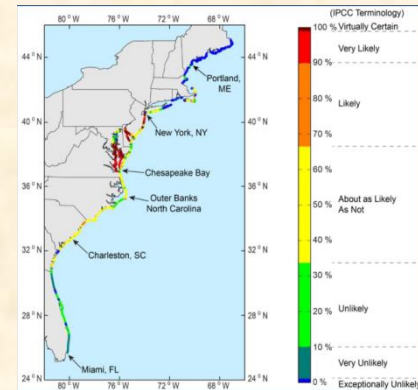 80 °W 76 °W 72 °W 68 °W
44 °N
40 °N
36 °N
32 °N
28 °N
24 °N
44 °N
40 °N
36 °N
32 °N
28 °N
24 °N
Portland,
ME
New York, NY
Chesapeake Bay
Outer Banks
North Carolina
Charleston, SC
Miami, FL
80 °W 76 °W 72 °W 68 °W
(IPCC Terminology)
100 % Virtually Certain
Very Likely
90 %
Likely
80 %
70 %
60 %
About as Likely
As Not
50 %
40 %
30 %
Unlikely
20 %
10 %
Very Unlikely
0 % Exceptionally Unlikely